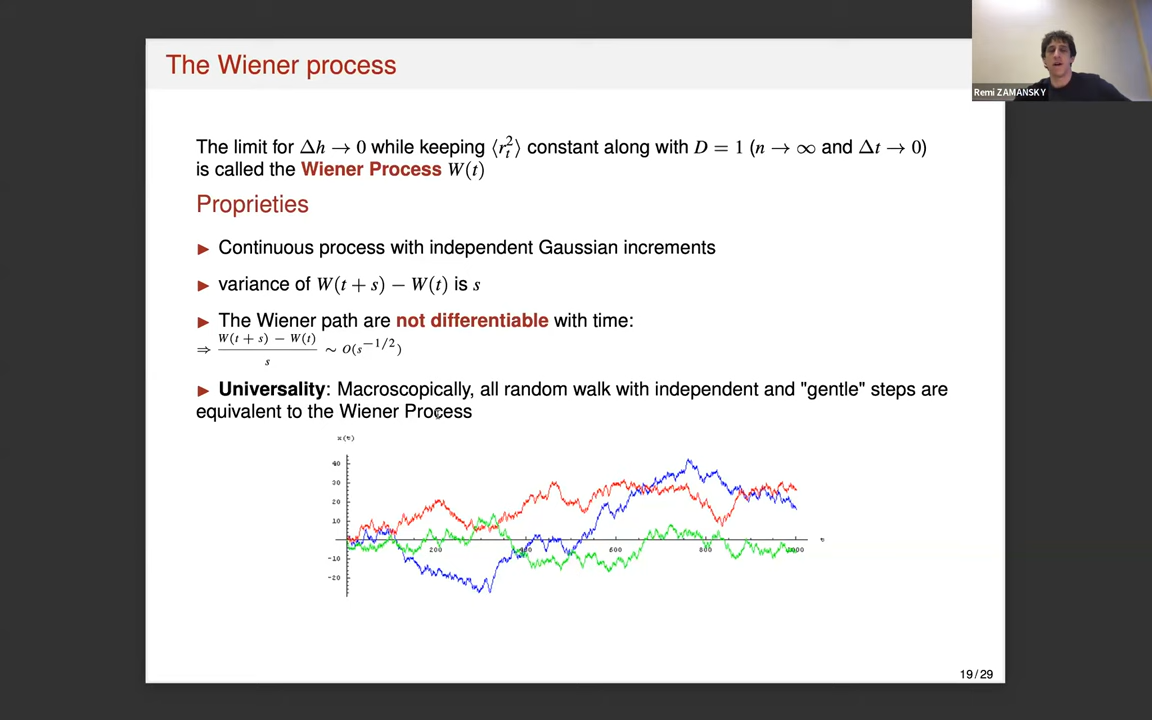 The Wiener process
Remi ZAMANSKY
The limit for Δh → 0 while keeping ⟨r_t^2⟩ constant along with D = 1 (n → ∞ and Δt → 0)
is called the Wiener Process W(t)
Proprieties
► Continuous process with independent Gaussian increments
► variance of W(t + s) − W(t) is s
► The Wiener path are not differentiable with time:
⇒ (W(t + s) − W(t)) / s ∼ O(s^{−1/2})
► Universality: Macroscopically, all random walk with independent and "gentle" steps are
equivalent to the Wiener Process
x(t)
40
30
20
10
-10
-20
200
400
600
800
1000
t
19/29